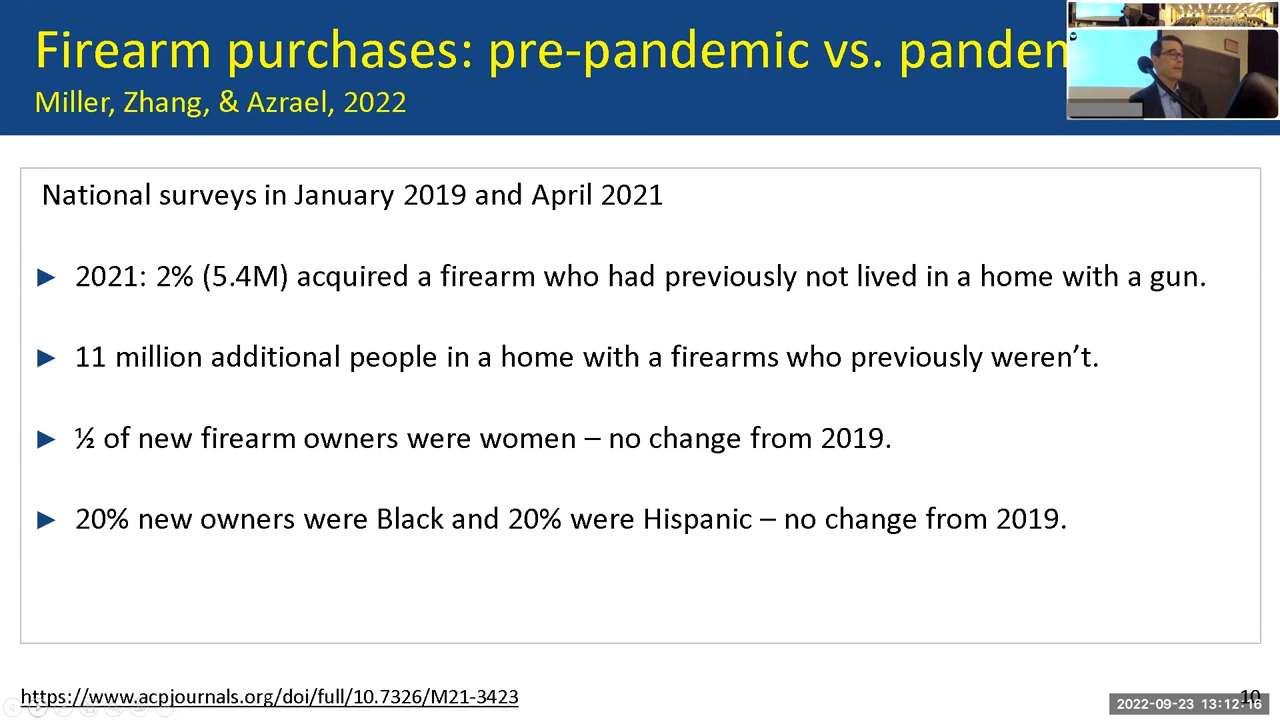 Firearm purchases: pre-pandemic vs. pandem
Miller, Zhang, & Azrael, 2022
National surveys in January 2019 and April 2021
► 2021: 2% (5.4M) acquired a firearm who had previously not lived in a home with a gun.
► 11 million additional people in a home with a firearms who previously weren’t.
► ½ of new firearm owners were women – no change from 2019.
► 20% new owners were Black and 20% were Hispanic – no change from 2019.
https://www.acpjournals.org/doi/full/10.7326/M21-3423
10
2022-09-23 13:12:16